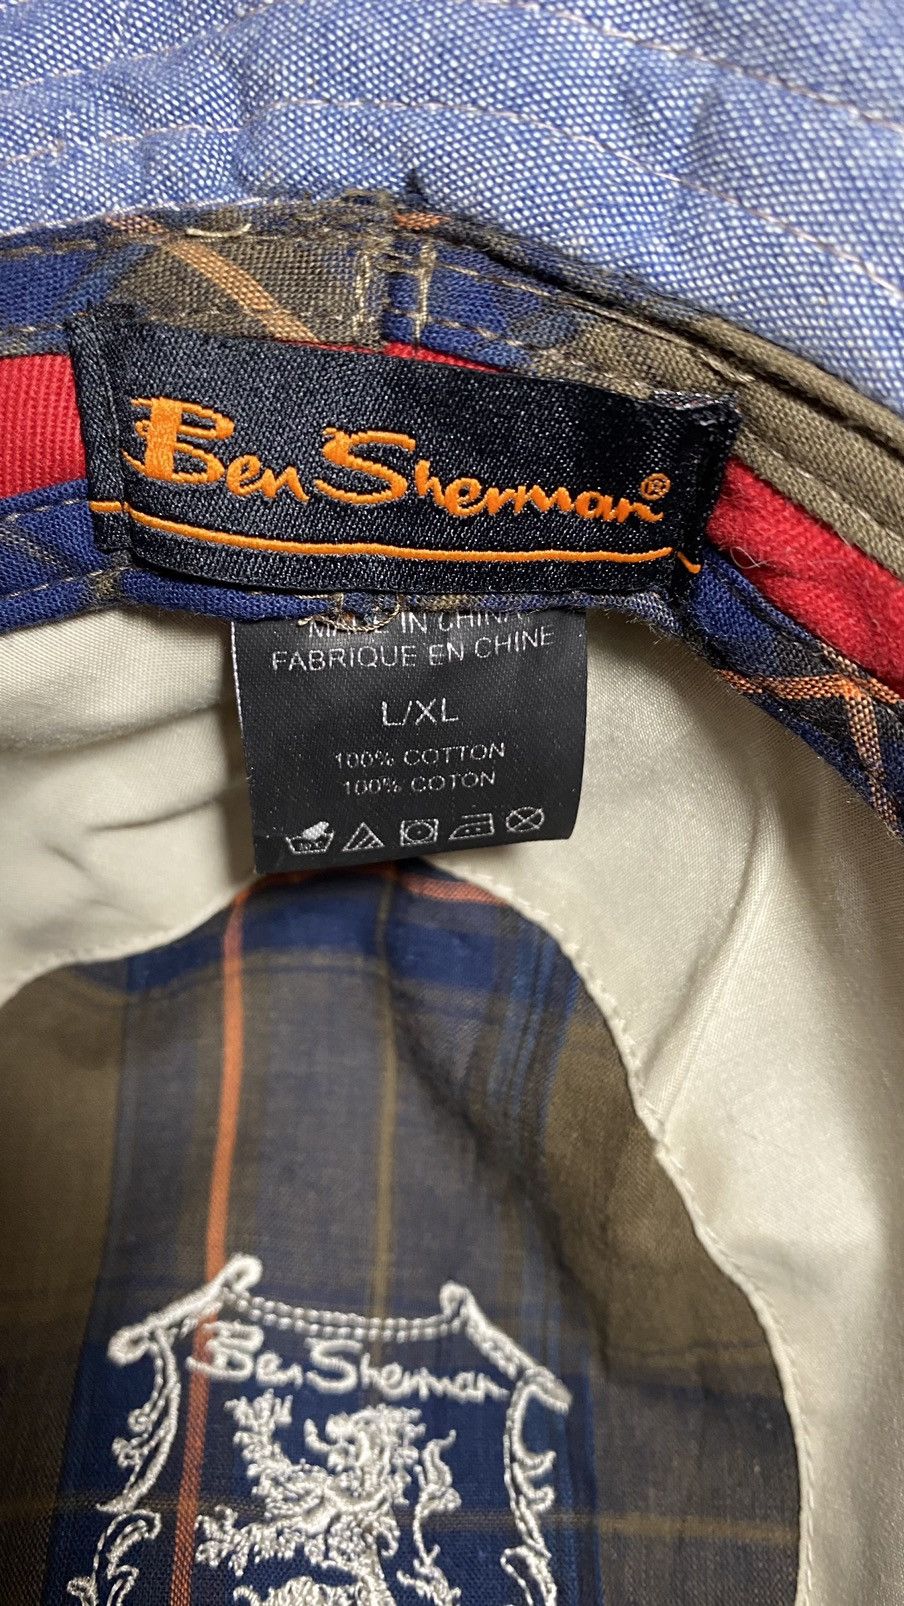 Ben Sherman®
MADE IN CHINA
FABRIQUE EN CHINE
L/XL
100% COTTON
100% COTON
Ben Sherman